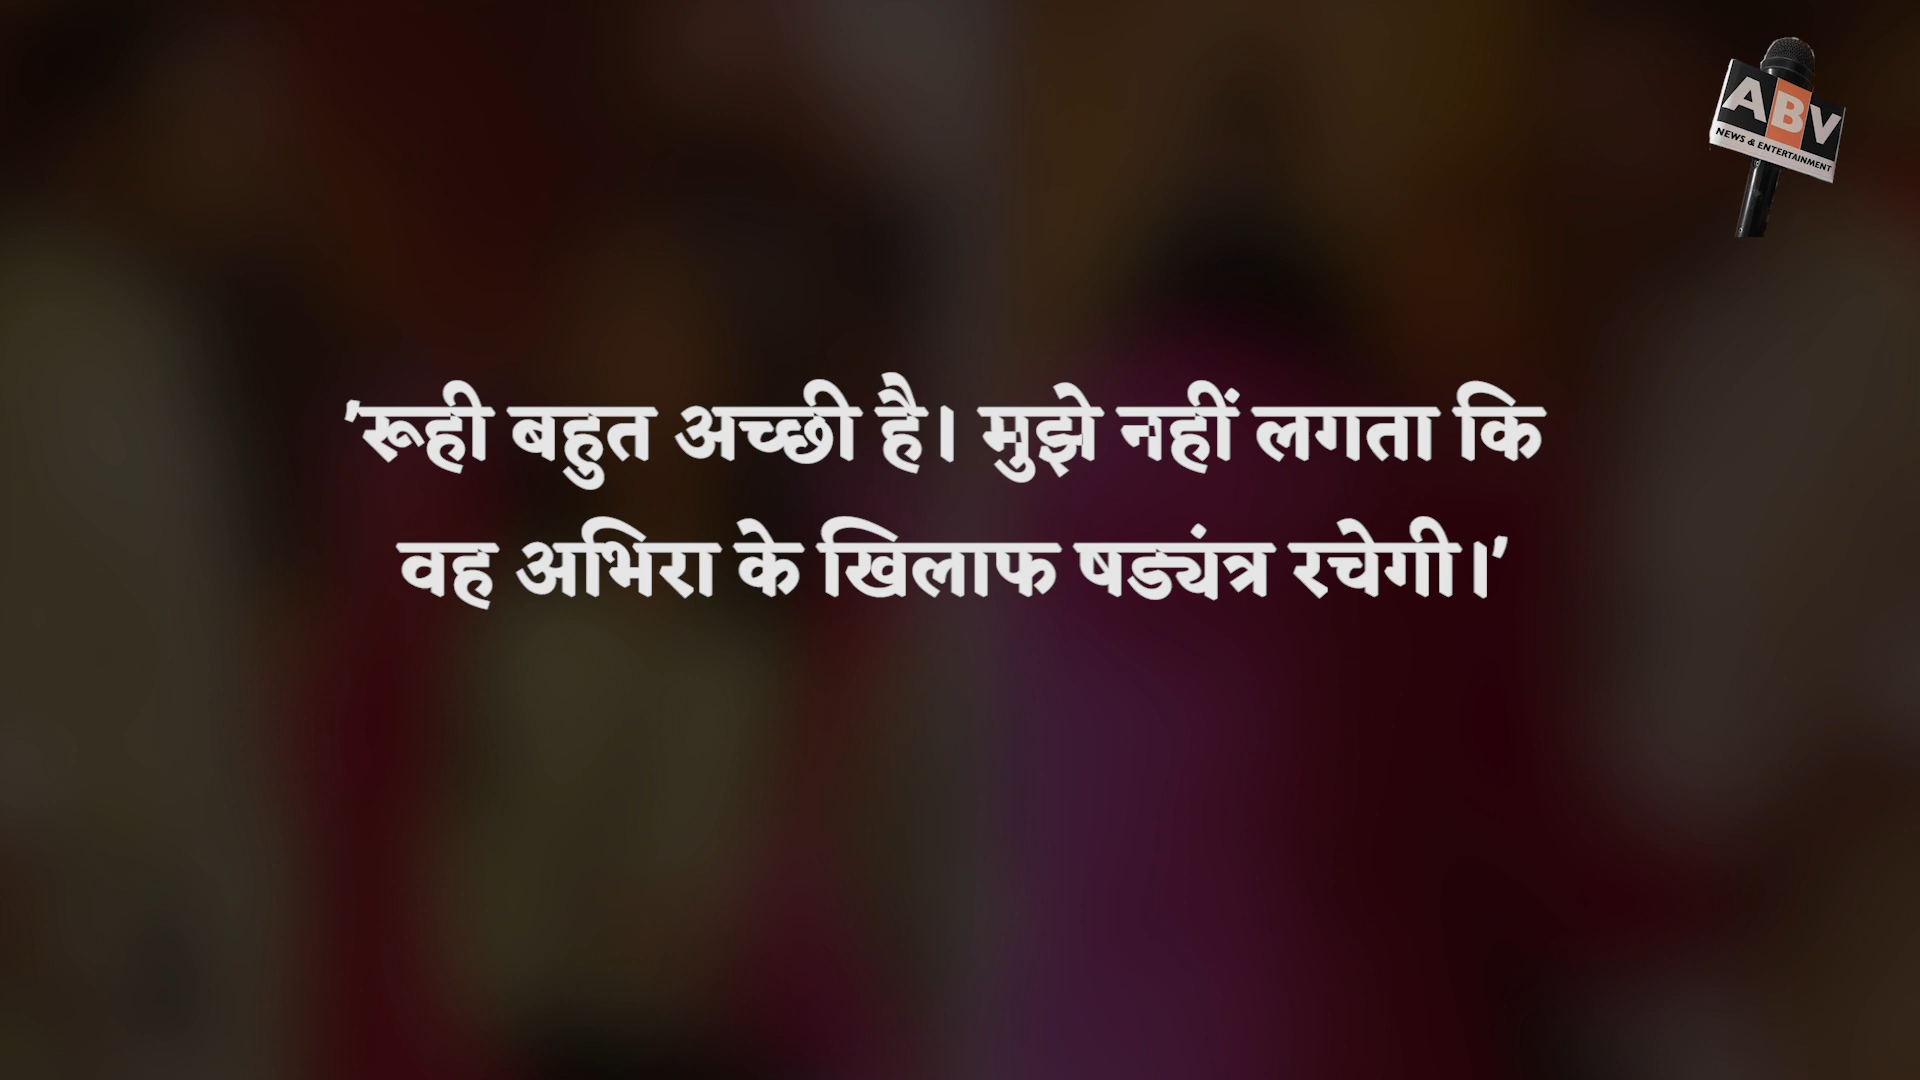 ABV
NEWS & ENTERTAINMENT
'रूही बहुत अच्छी है। मुझे नहीं लगता कि
वह अभिरा के खिलाफ षड्यंत्र रचेगी।'